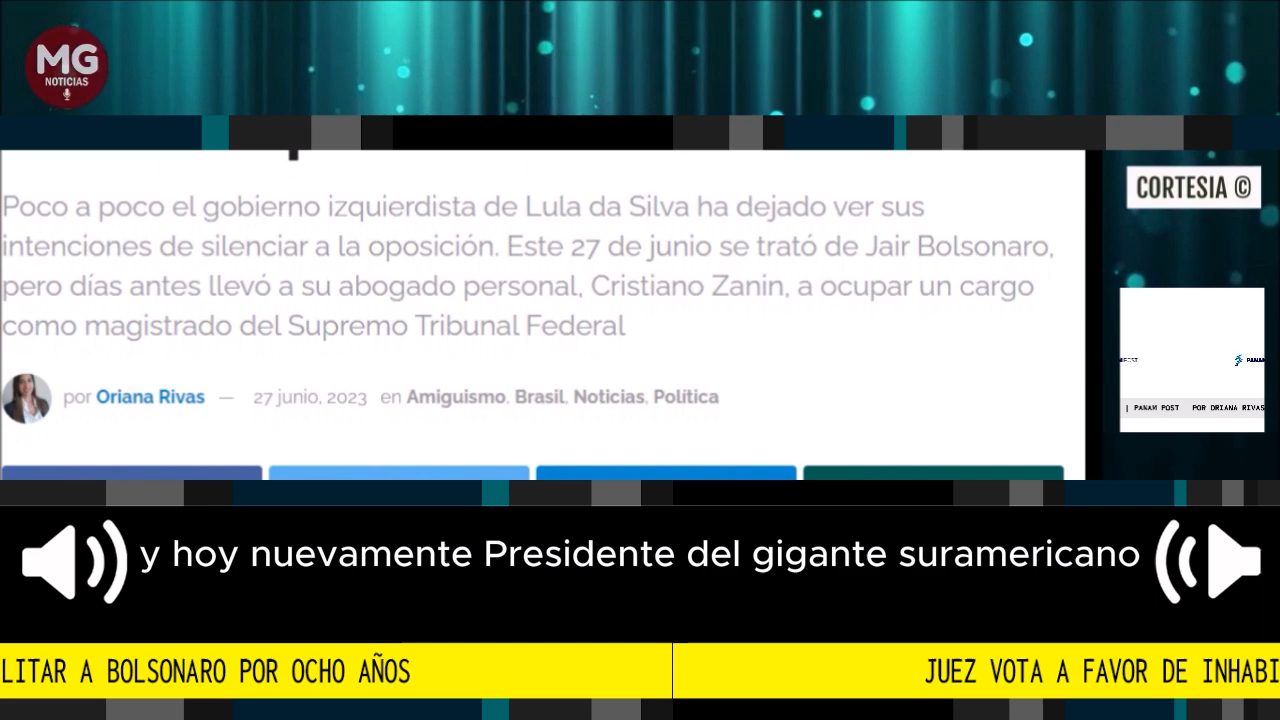 MG
NOTICIAS
Poco a poco el gobierno izquierdista de Lula da Silva ha dejado ver sus
intenciones de silenciar a la oposición. Este 27 de junio se trató de Jair Bolsonaro,
pero días antes llevó a su abogado personal, Cristiano Zanin, a ocupar un cargo
como magistrado del Supremo Tribunal Federal
por Oriana Rivas — 27 junio, 2023 en Amiguismo, Brasil, Noticias, Política
CORTESIA ©
| PANAM POST POR ORIANA RIVAS
y hoy nuevamente Presidente del gigante suramericano
LITAR A BOLSONARO POR OCHO AÑOS
JUEZ VOTA A FAVOR DE INHABI